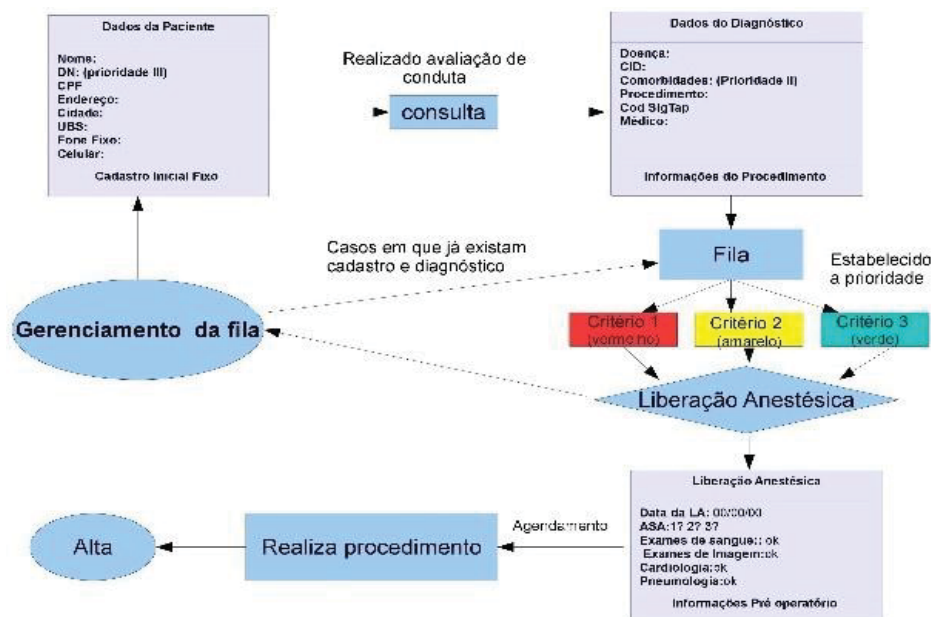 Dados da Paciente
Nome:
DN: (prioridade III)
CPF
Endereço:
Cidade:
UBS:
Fone Fixo:
Celular:
Cadastro Inicial Fixo
Realizado avaliação de
conduta
consulta
Dados do Diagnóstico
Doença:
CID:
Comorbidades: (Prioridade II)
Procedimento:
Cod SigTap
Médico:
Informações do Procedimento
Casos em que já existam
cadastro e diagnóstico
Fila
Estabelecido
a prioridade
Gerenciamento da fila
Critério 1
(vermelho)
Critério 2
(amarelo)
Critério 3
(verde)
Liberação Anestésica
Liberação Anestésica
Data da LA: 00/00/00
ASA:1? 2? 3?
Exames de sangue:: ok
Exames de Imagem:ok
Cardiologia:ok
Pneumologia:ok
Informações Pré operatório
Agendamento
Realiza procedimento
Alta